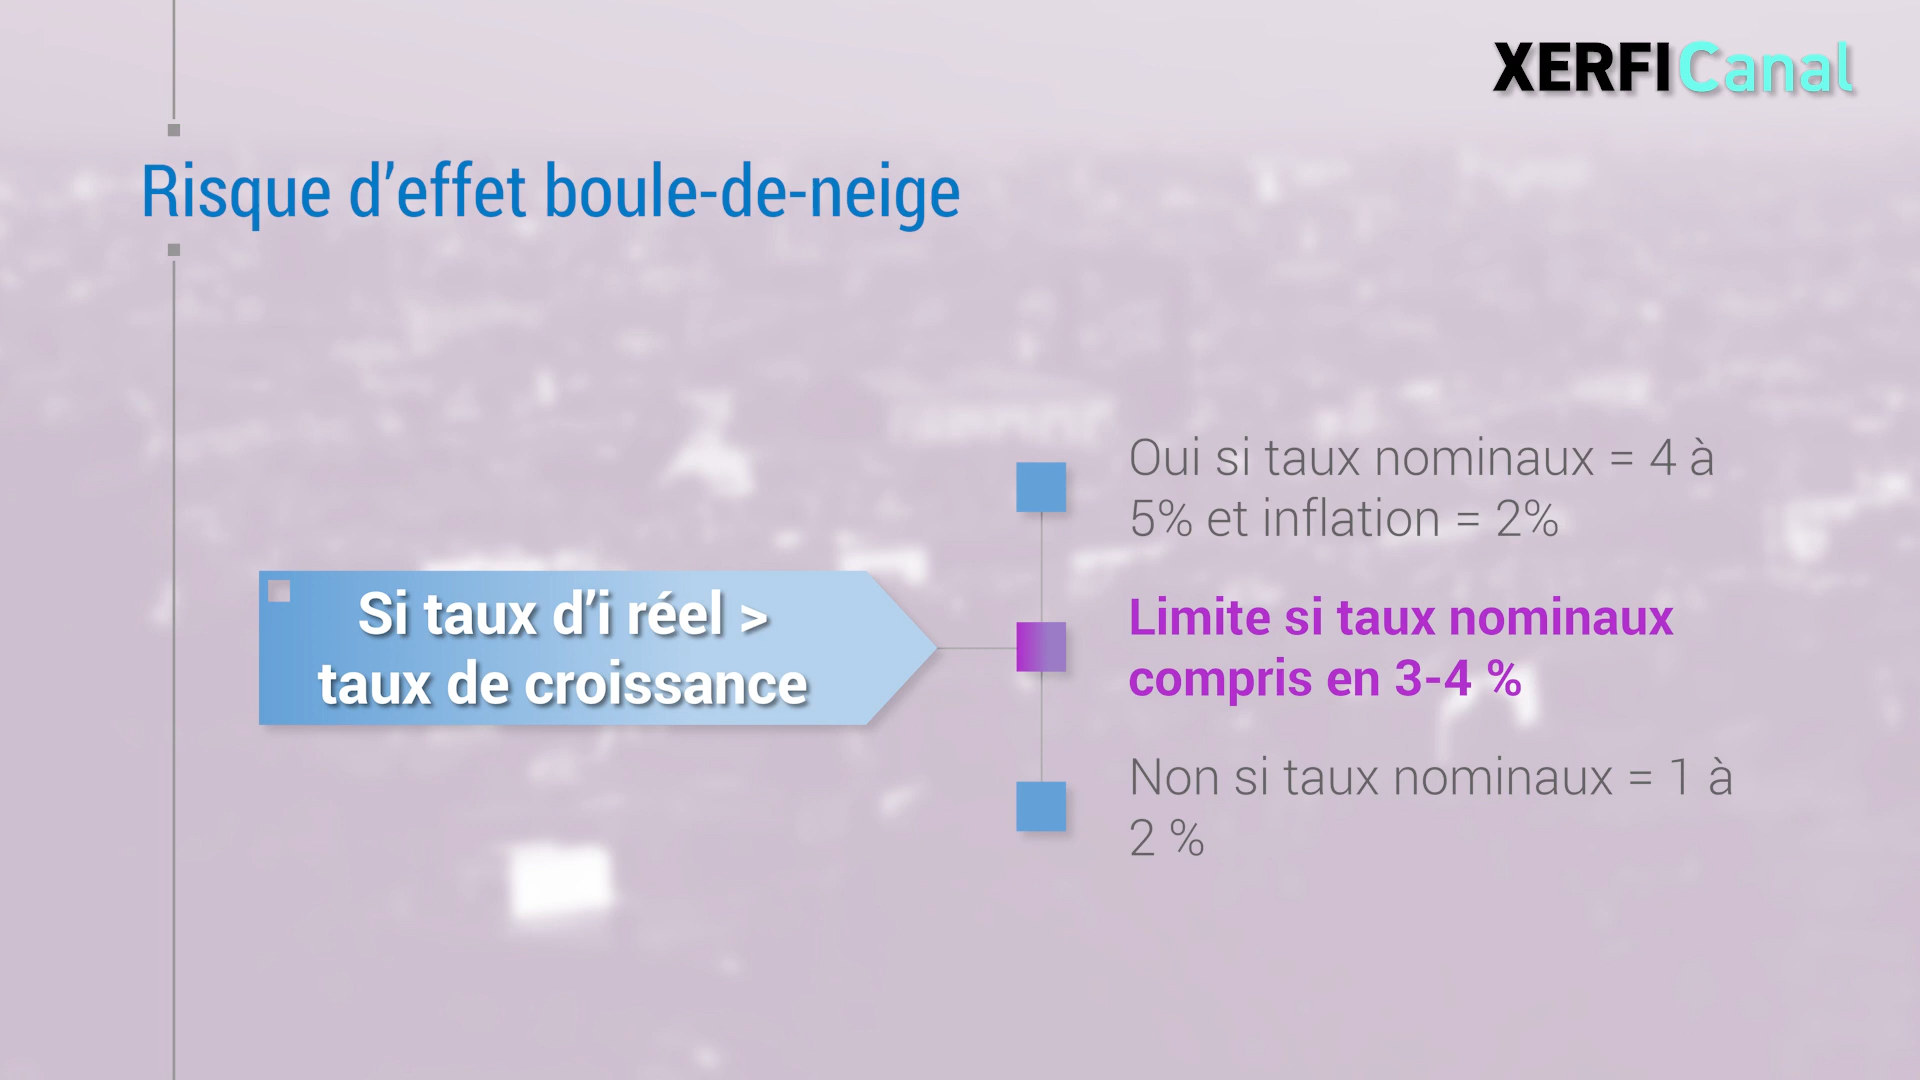 XERFI Canal
Risque d’effet boule-de-neige
Oui si taux nominaux = 4 à
5% et inflation = 2%
Si taux d’i réel >
taux de croissance
Limite si taux nominaux
compris en 3-4 %
Non si taux nominaux = 1 à
2 %